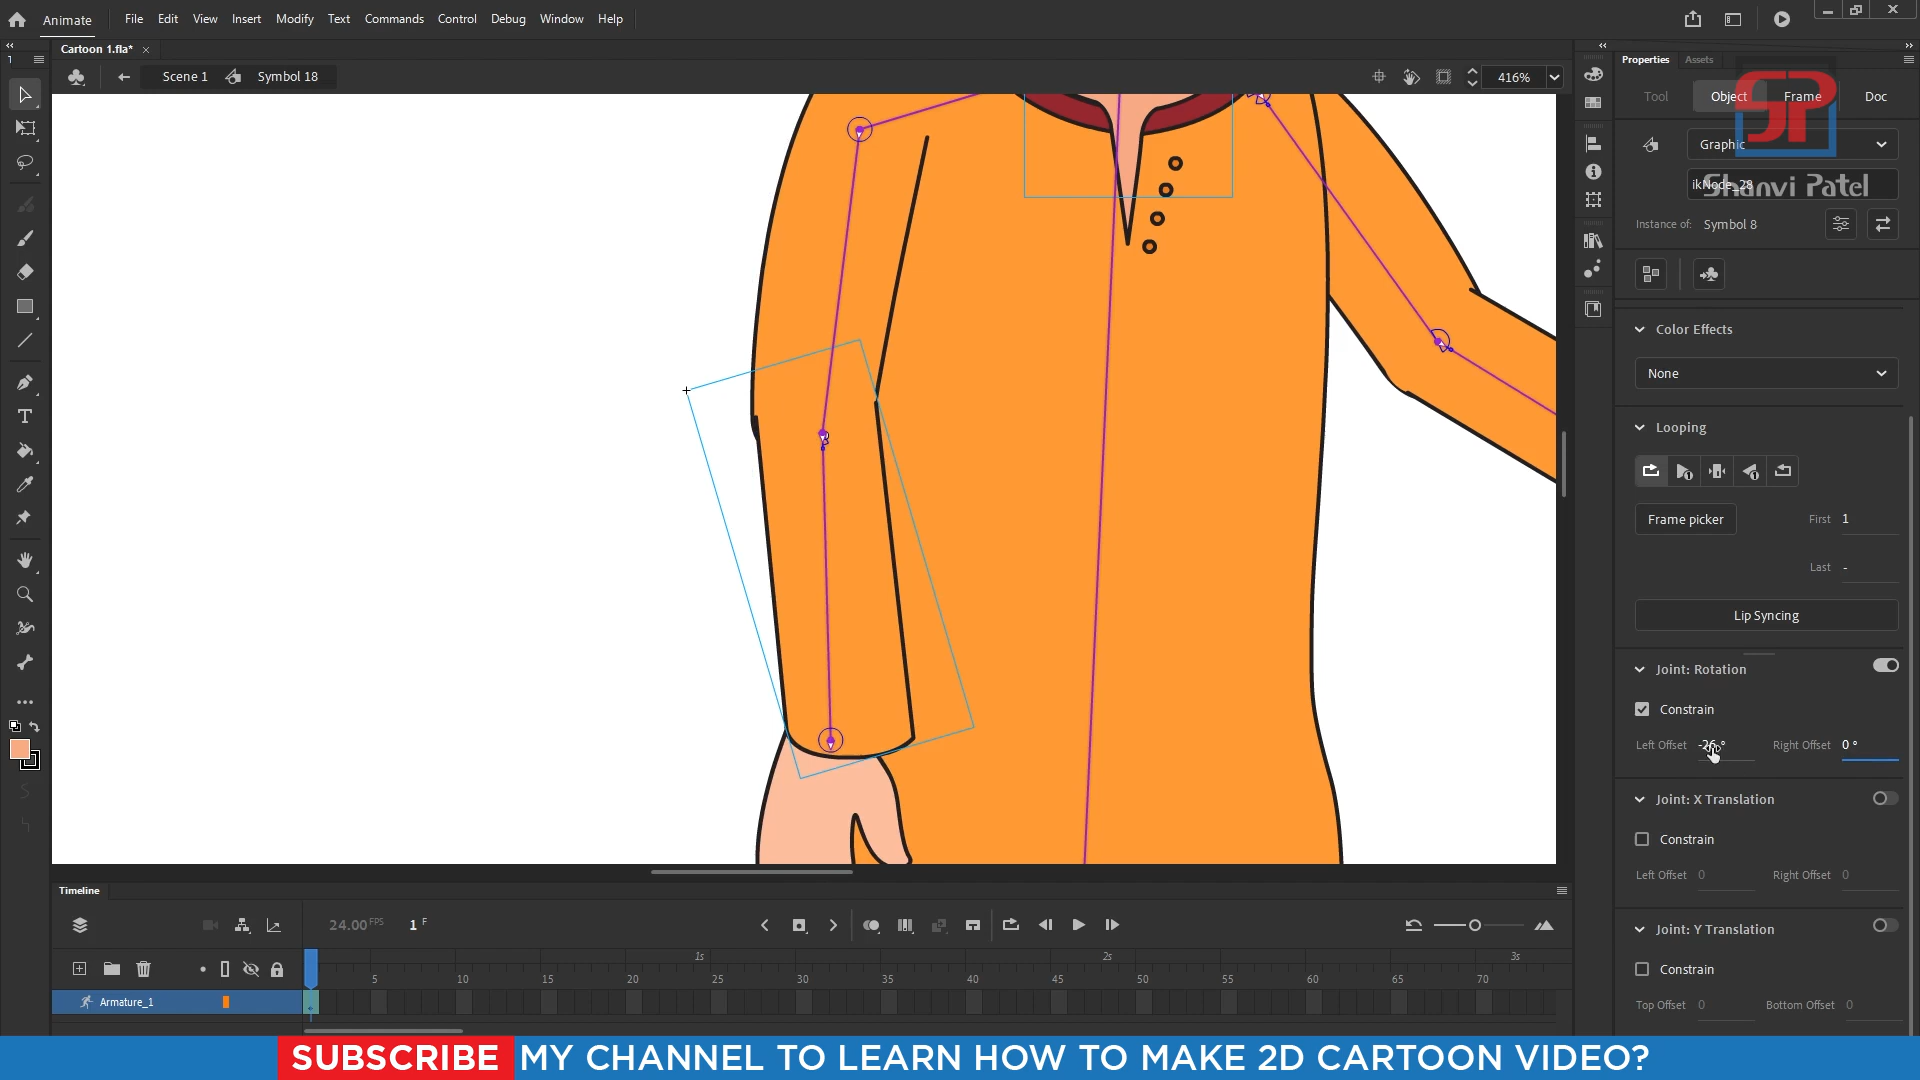 Animate File Edit View Insert Modify Text Commands Control Debug Window Help
Cartoon 1.fla*
Scene 1 Symbol 18 416%
Properties Assets
Tool Object Frame Doc
SP
Graphic
ikNode_28
Shanvi Patel
Instance of: Symbol 8
Color Effects
None
Looping
Frame picker First 1
Last -
Lip Syncing
Joint: Rotation
Constrain
Left Offset -26° Right Offset 0°
Joint: X Translation
Constrain
Left Offset 0 Right Offset 0
Joint: Y Translation
Constrain
Top Offset 0 Bottom Offset 0
Timeline
24.00 FPS 1 F
1s 2s 3s
5 10 15 20 25 30 35 40 45 50 55 60 65 70
Armature_1
SUBSCRIBE MY CHANNEL TO LEARN HOW TO MAKE 2D CARTOON VIDEO?